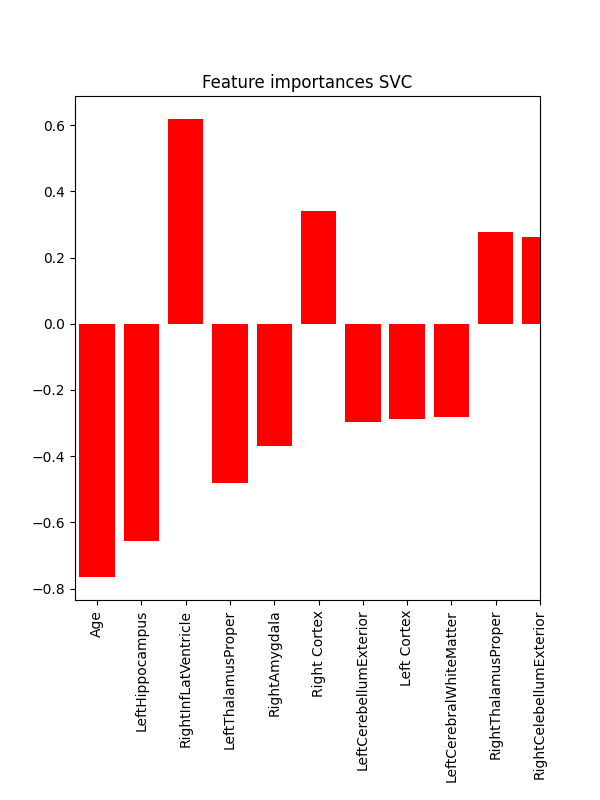 Feature importances SVC
0.6
0.4
0.2
0.0
−0.2
−0.4
−0.6
−0.8
Age
LeftHippocampus
RightInfLatVentricle
LeftThalamusProper
RightAmygdala
Right Cortex
LeftCerebellumExterior
Left Cortex
LeftCerebralWhiteMatter
RightThalamusProper
RightCelebellumExterior